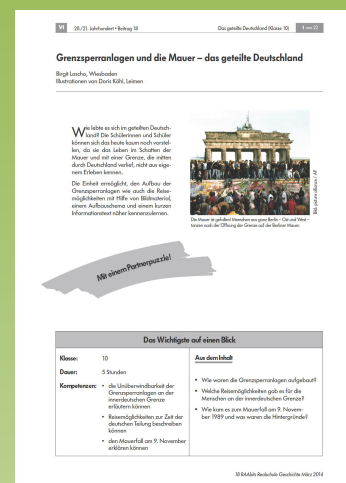 VI 20./21. Jahrhundert • Beitrag 18 Das geteilte Deutschland (Klasse 10) 1 von 22
Grenzsperranlagen und die Mauer – das geteilte Deutschland
Birgit Lascho, Wiesbaden
Illustrationen von Doris Köhl, Leimen
Wie lebte es sich im geteilten Deutsch-
land? Die Schülerinnen und Schüler
können sich das heute kaum noch vorstel-
len, da sie das Leben im Schatten der
Mauer und mit einer Grenze, die mitten
durch Deutschland verlief, nicht aus eige-
nem Erleben kennen.
Die Einheit ermöglicht, den Aufbau der
Grenzsperranlagen wie auch die Reise-
möglichkeiten mit Hilfe von Bildmaterial,
einem Aufbauschema und einem kurzen
Informationstext näher kennenzulernen.
Bild: picture alliance / AP
Die Mauer ist gefallen! Menschen aus ganz Berlin – Ost und West –
tanzen nach der Öffnung der Grenze auf der Berliner Mauer.
Mit einem Partnerpuzzle!
Das Wichtigste auf einen Blick
Klasse: 10
Dauer: 5 Stunden
Kompetenzen: • die Unüberwindbarkeit der
Grenzsperranlagen an der
innerdeutschen Grenze
erläutern können
• Reisemöglichkeiten zur Zeit der
deutschen Teilung beschreiben
können
• den Mauerfall am 9. November
erklären können
Aus dem Inhalt
• Wie waren die Grenzsperranlagen aufgebaut?
• Welche Reisemöglichkeiten gab es für die
Menschen an der innerdeutschen Grenze?
• Wie kam es zum Mauerfall am 9. Novem-
ber 1989 und was waren die Hintergründe?
18 RAAbits Realschule Geschichte März 2014